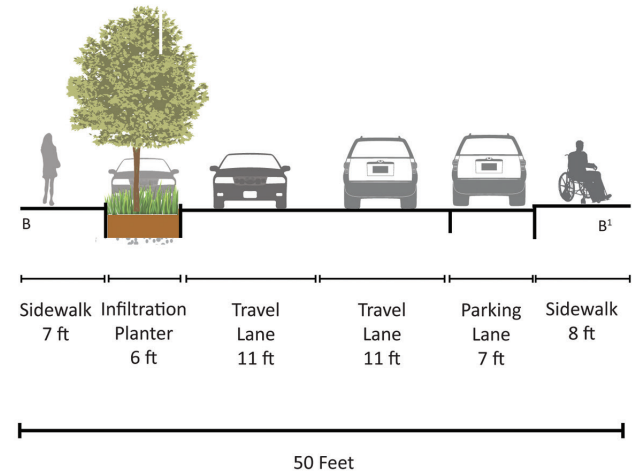 B
B¹
Sidewalk
7 ft
Infiltration
Planter
6 ft
Travel
Lane
11 ft
Travel
Lane
11 ft
Parking
Lane
7 ft
Sidewalk
8 ft
50 Feet